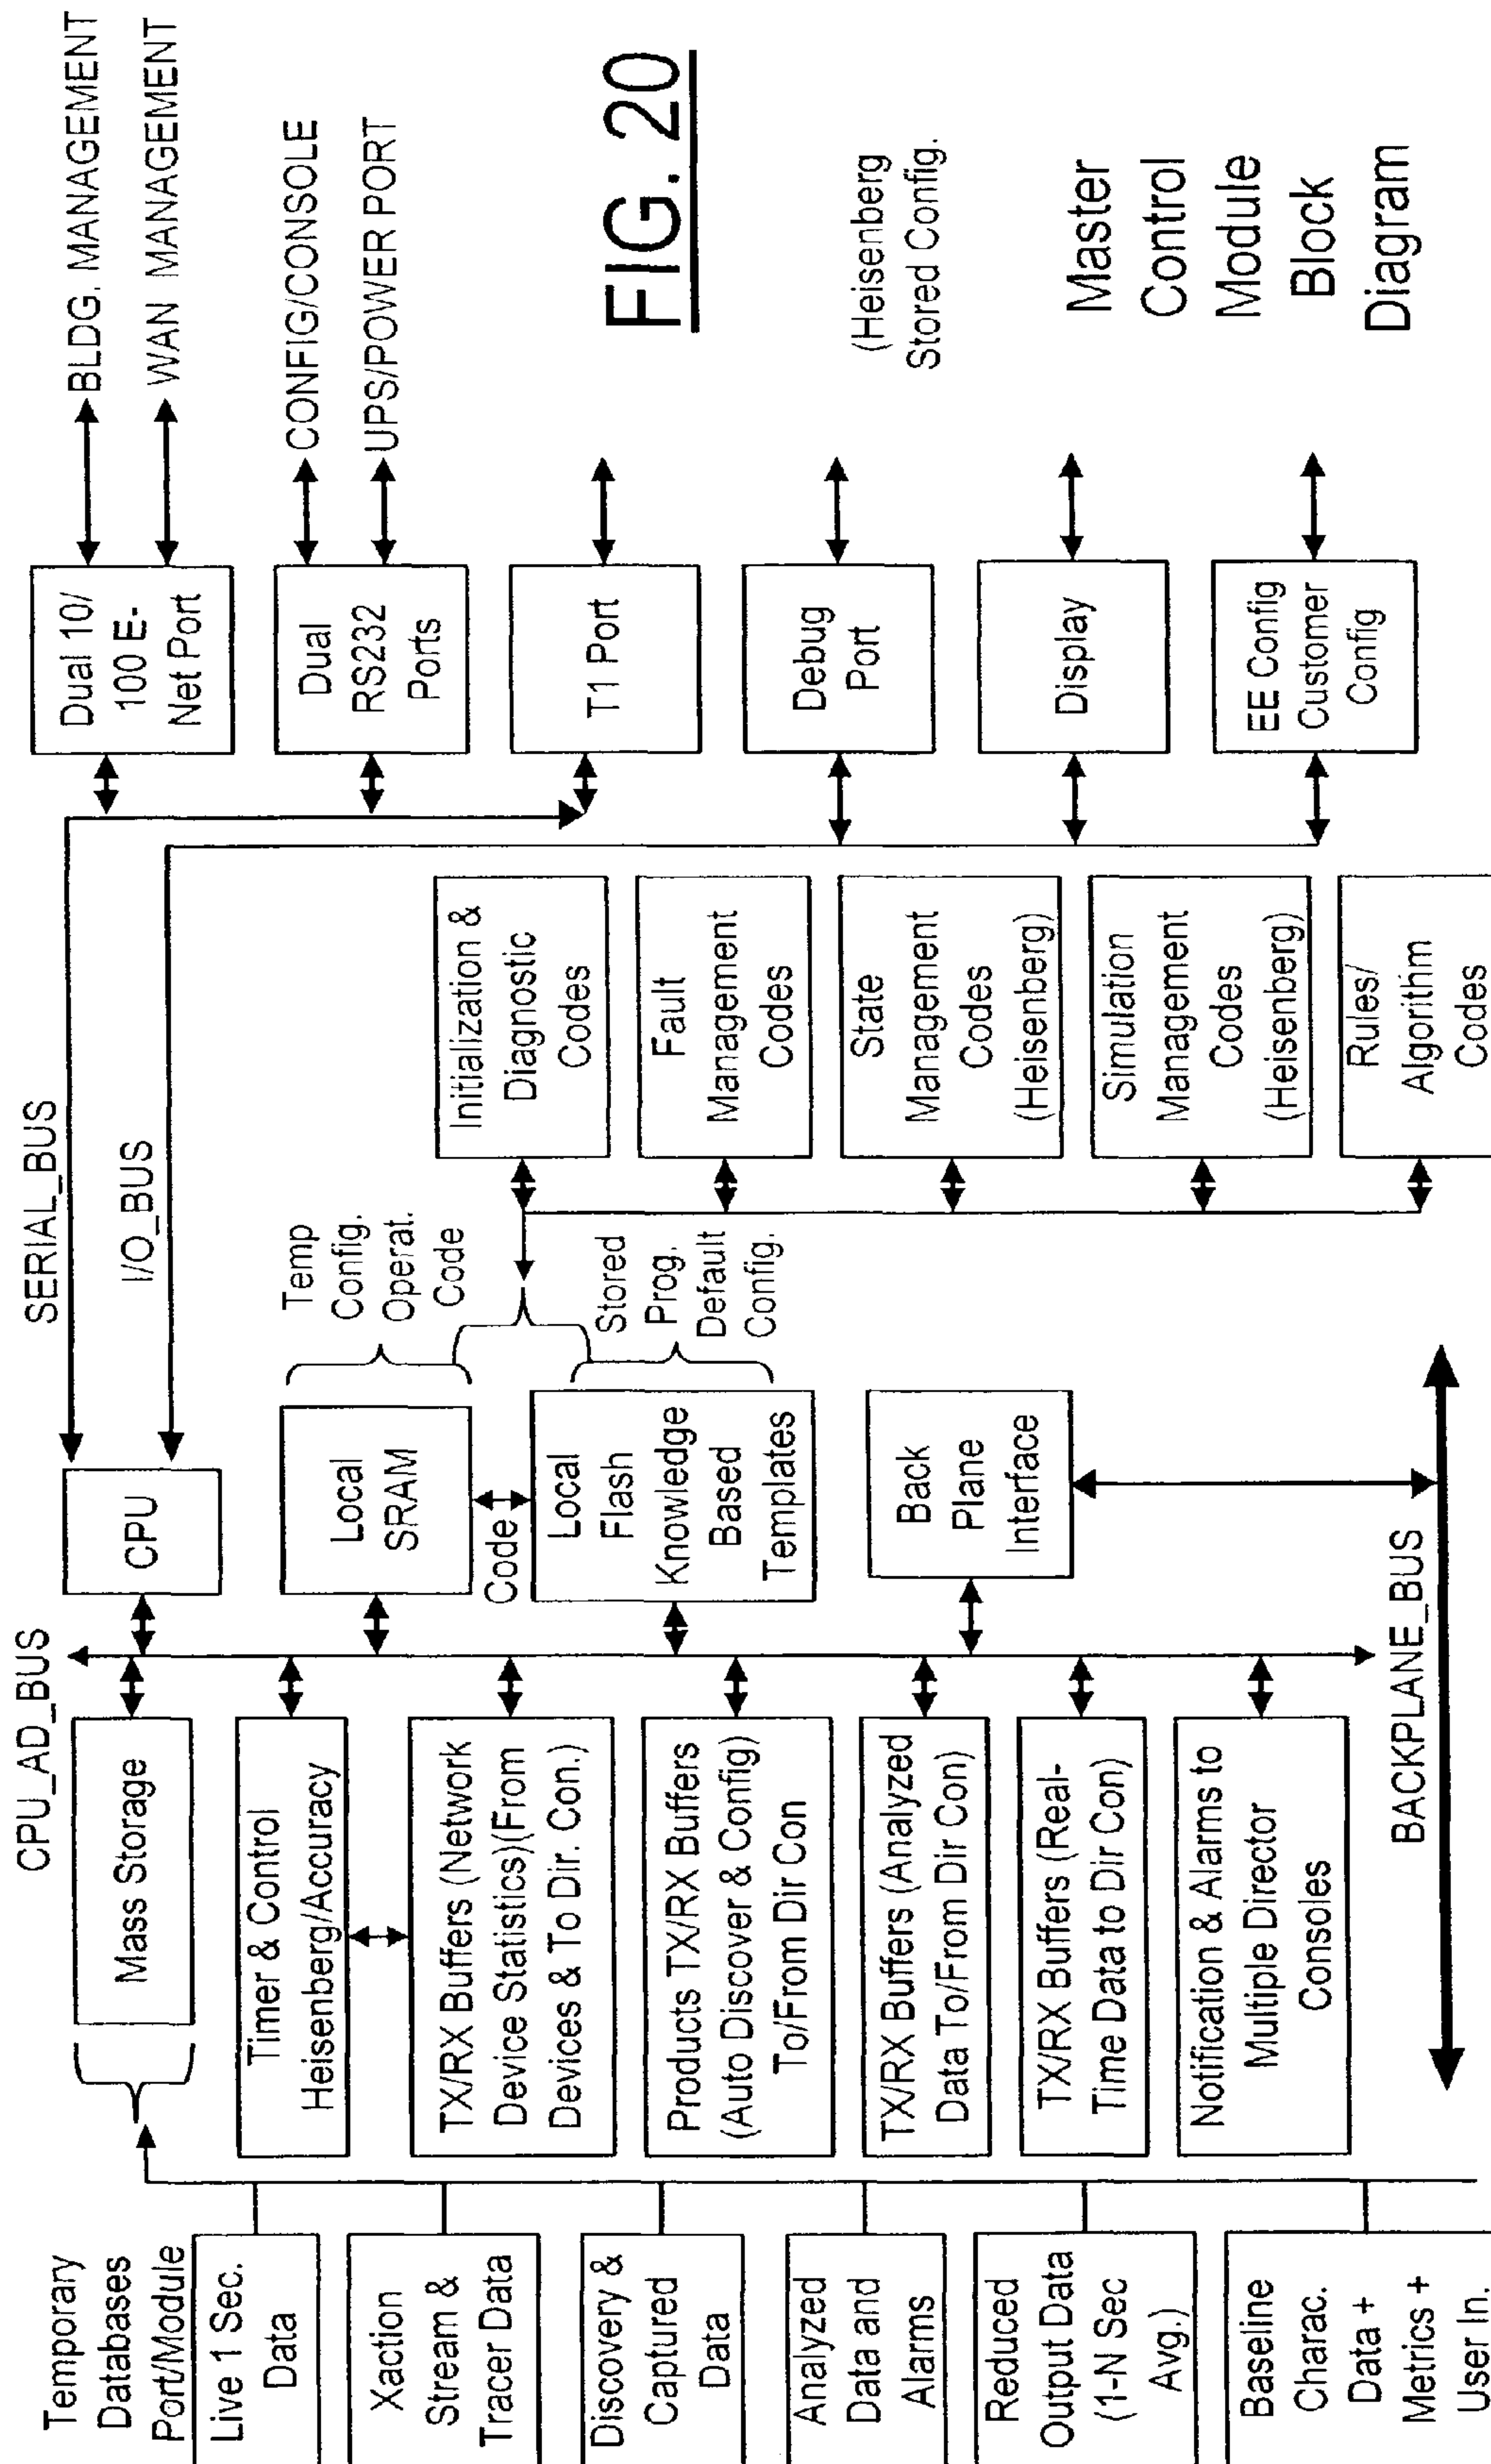 Temporary
Databases
Port/Module
Live 1 Sec.
Data
Xaction
Stream &
Tracer Data
Discovery &
Captured
Data
Analyzed
Data and
Alarms
Reduced
Output Data
(1-N Sec
Avg.)
Baseline
Charac.
Data +
Metrics +
User In.
CPU_AD_BUS
Mass Storage
Timer & Control
Heisenberg/Accuracy
TX/RX Buffers (Network
Device Statistics)(From
Devices & To Dir. Con.)
Products TX/RX Buffers
(Auto Discover & Config)
To/From Dir Con
TX/RX Buffers (Analyzed
Data To/From Dir Con)
TX/RX Buffers (Real-
Time Data to Dir Con)
Notification & Alarms to
Multiple Director
Consoles
BACKPLANE_BUS
CPU
Local
SRAM
Code
Local
Flash
Knowledge
Based
Templates
Back
Plane
Interface
Temp
Config.
Operat.
Code
Stored
Prog.
Default
Config.
SERIAL_BUS
I/O_BUS
Initialization &
Diagnostic
Codes
Fault
Management
Codes
State
Management
Codes
(Heisenberg)
Simulation
Management
Codes
(Heisenberg)
Rules/
Algorithm
Codes
Dual 10/
100 E-
Net Port
Dual
RS232
Ports
T1 Port
Debug
Port
Display
EE Config
Customer
Config
BLDG. MANAGEMENT
WAN MANAGEMENT
CONFIG/CONSOLE
UPS/POWER PORT
FIG. 20
(Heisenberg
Stored Config.
Master
Control
Module
Block
Diagram